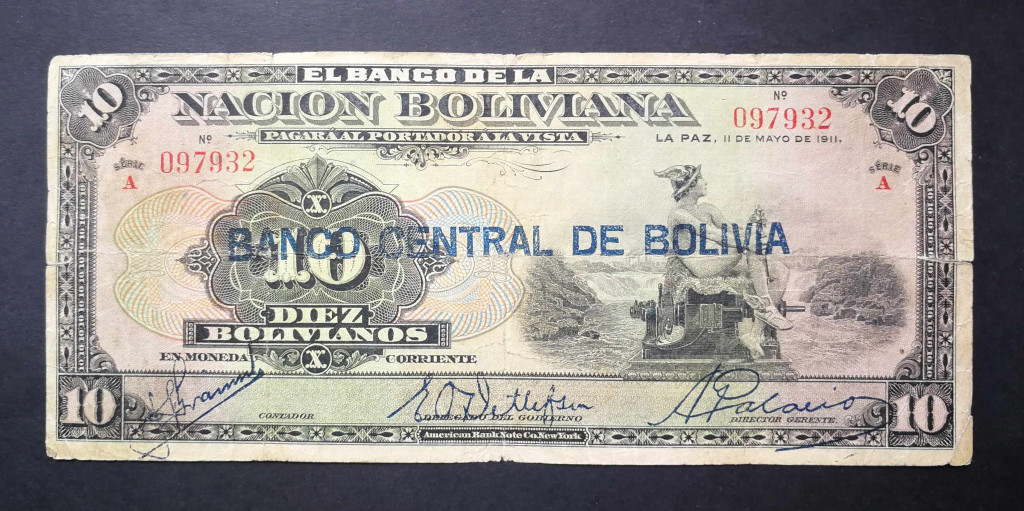 10 EL BANCO DE LA 10
NACION BOLIVIANA
Nº 097932
PAGARÁ AL PORTADOR Á LA VISTA
LA PAZ, 11 DE MAYO DE 1911.
Nº 097932
SÉRIE A
SÉRIE A
X
BANCO CENTRAL DE BOLIVIA
10
DIEZ
BOLIVIANOS
EN MONEDA X CORRIENTE
10 CONTADOR DELEGADO DEL GOBIERNO DIRECTOR GERENTE. 10
American Bank Note Co. New York